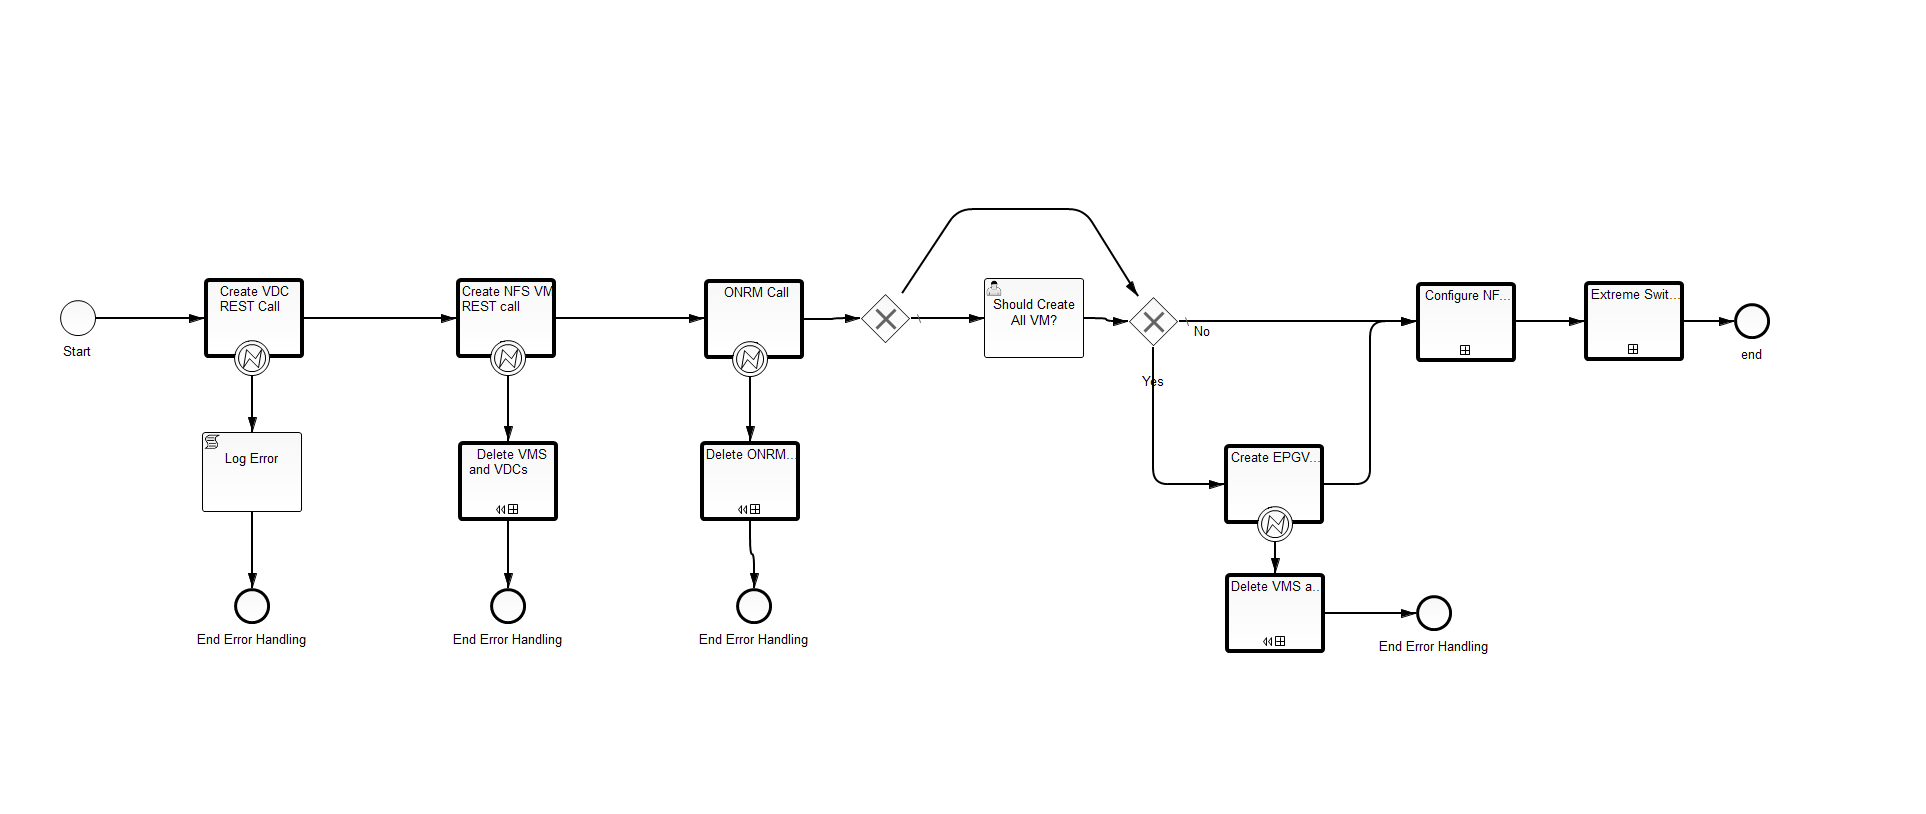 Start
Create VDC
REST Call
Create NFS VM
REST call
ONRM Call
Should Create
All VM?
No
Yes
Configure NF...
Extreme Swit...
end
Log Error
Delete VMS
and VDCs
Delete ONRM...
Create EPGV...
Delete VMS a...
End Error Handling
End Error Handling
End Error Handling
End Error Handling